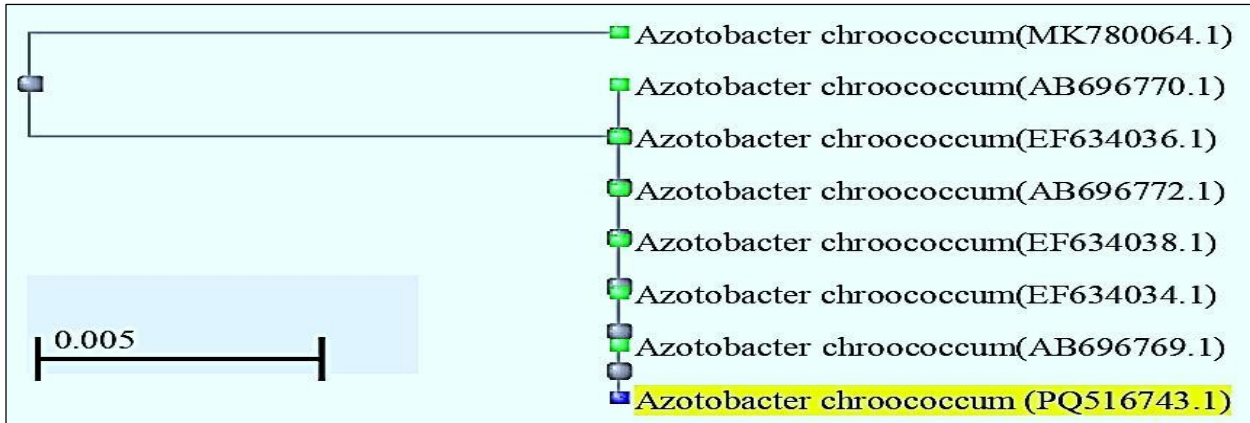 Azotobacter chroococcum(MK780064.1)
Azotobacter chroococcum(AB696770.1)
Azotobacter chroococcum(EF634036.1)
Azotobacter chroococcum(AB696772.1)
Azotobacter chroococcum(EF634038.1)
Azotobacter chroococcum(EF634034.1)
0.005
Azotobacter chroococcum(AB696769.1)
Azotobacter chroococcum (PQ516743.1)